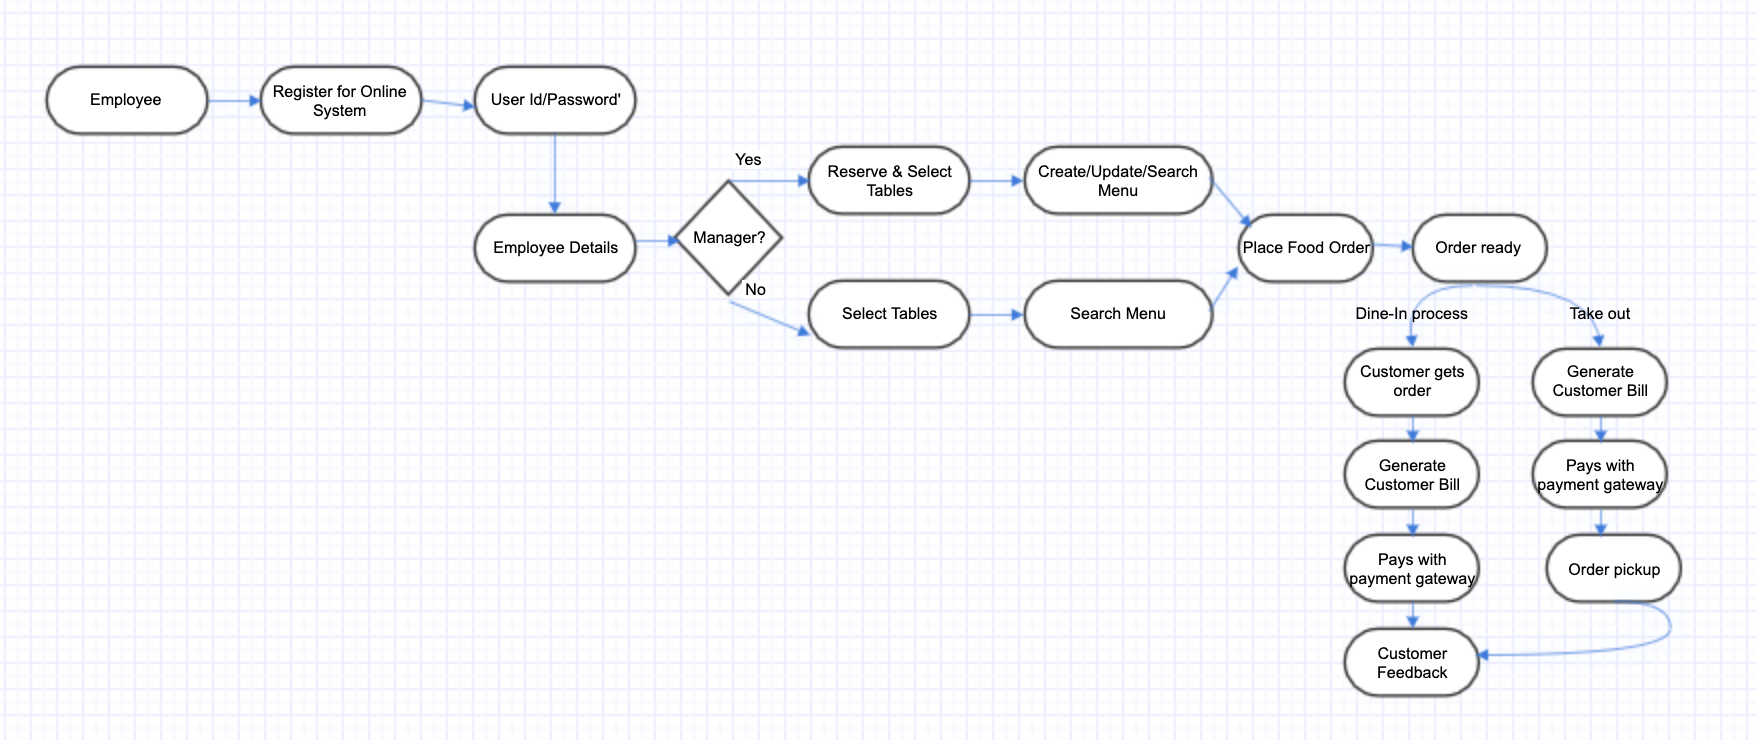 Employee
Register for Online
System
User Id/Password'
Employee Details
Manager?
Yes
No
Reserve & Select
Tables
Create/Update/Search
Menu
Select Tables
Search Menu
Place Food Order
Order ready
Dine-In process
Take out
Customer gets
order
Generate
Customer Bill
Pays with
payment gateway
Generate
Customer Bill
Pays with
payment gateway
Order pickup
Customer
Feedback